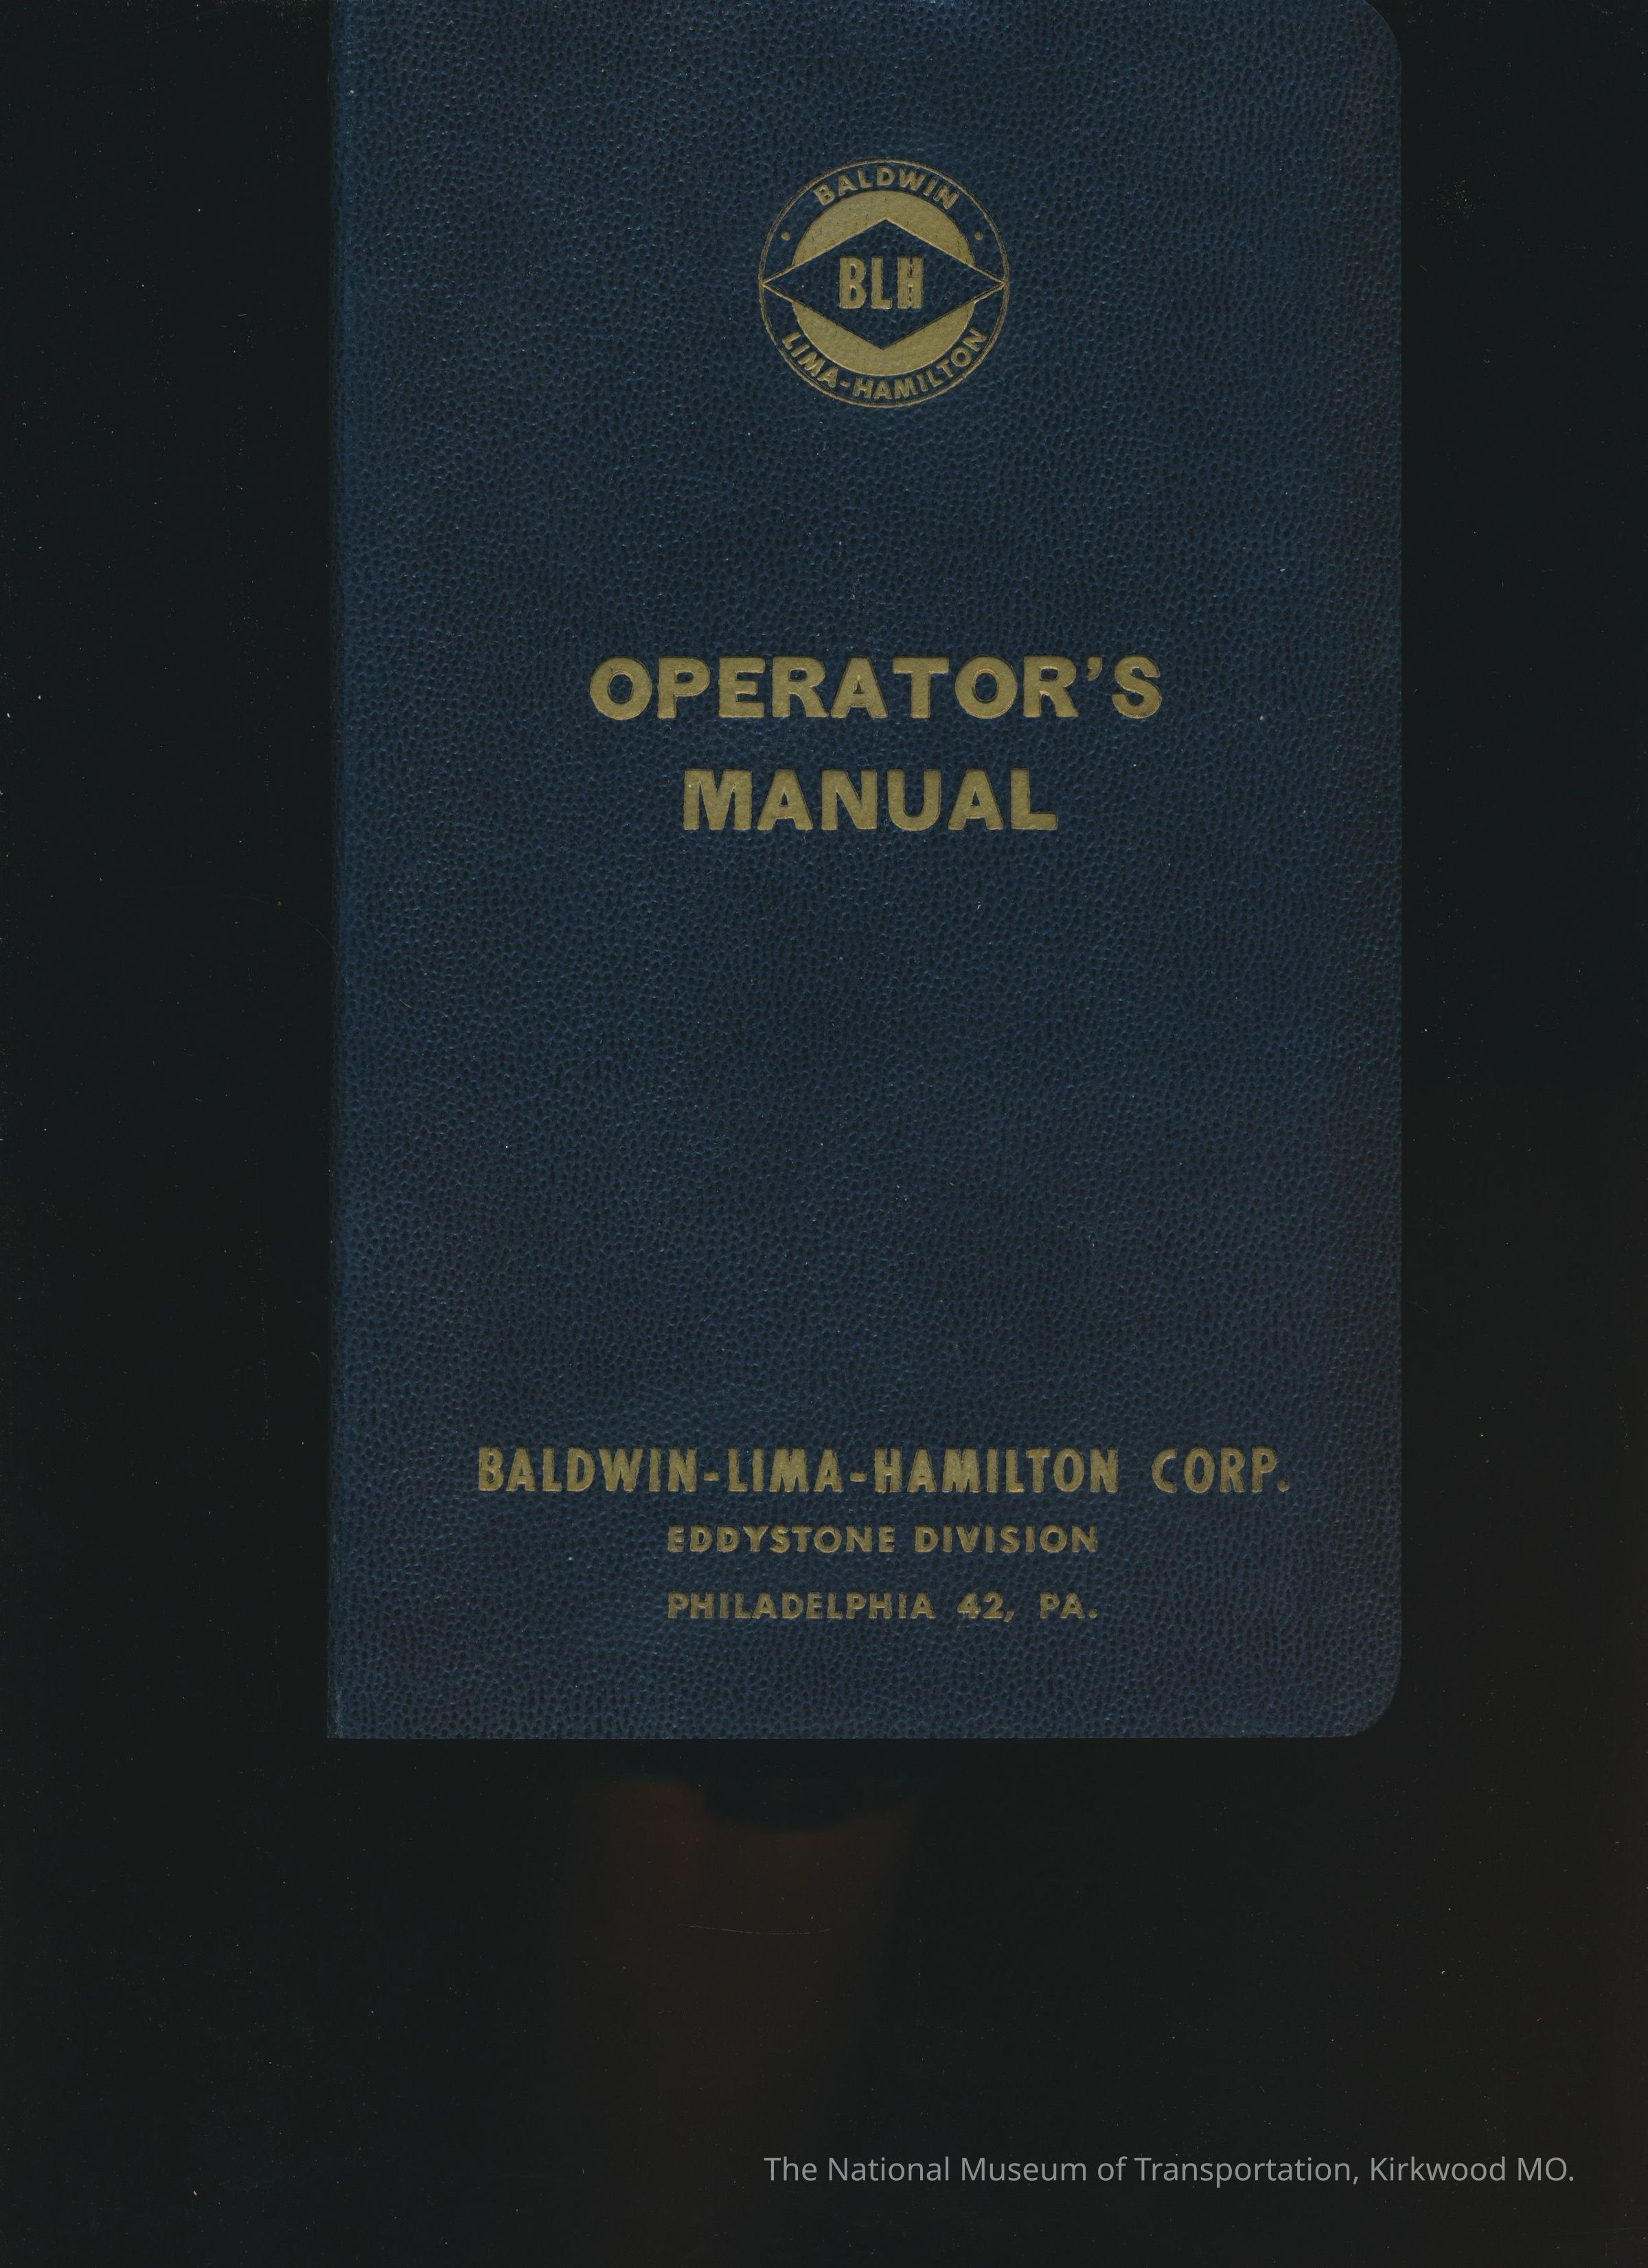 BALDWIN
BLH
LIMA-HAMILTON
OPERATOR'S
MANUAL
BALDWIN-LIMA-HAMILTON CORP.
EDDYSTONE DIVISION
PHILADELPHIA 42, PA.
The National Museum of Transportation, Kirkwood MO.